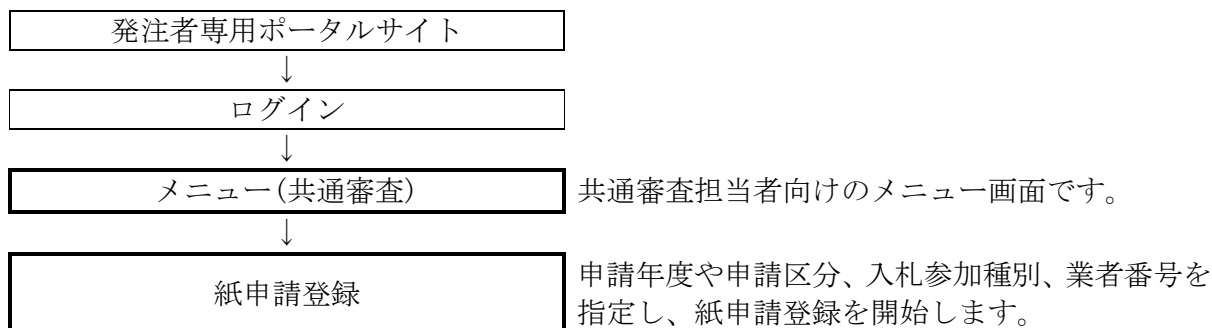 発注者専用ポータルサイト
↓
ログイン
↓
メニュー(共通審査)
共通審査担当者向けのメニュー画面です。
↓
紙申請登録
申請年度や申請区分、入札参加種別、業者番号を
指定し、紙申請登録を開始します。